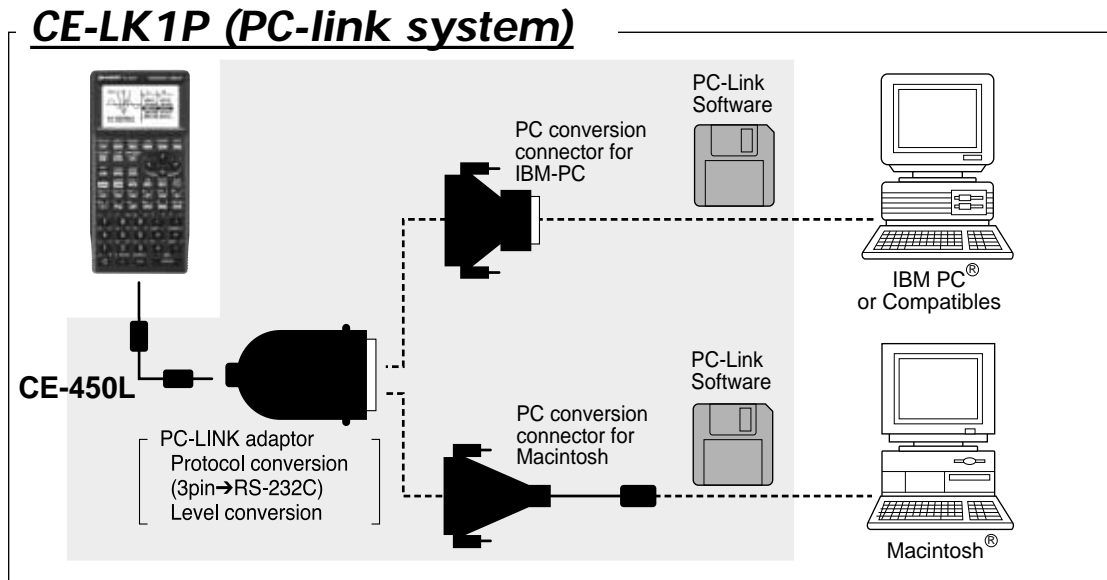 CE-LK1P (PC-link system)
PC-Link
Software
PC conversion
connector for
IBM-PC
IBM PC®
or Compatibles
CE-450L
PC-LINK adaptor
Protocol conversion
(3pin→RS-232C)
Level conversion
PC-Link
Software
PC conversion
connector for
Macintosh
Macintosh®